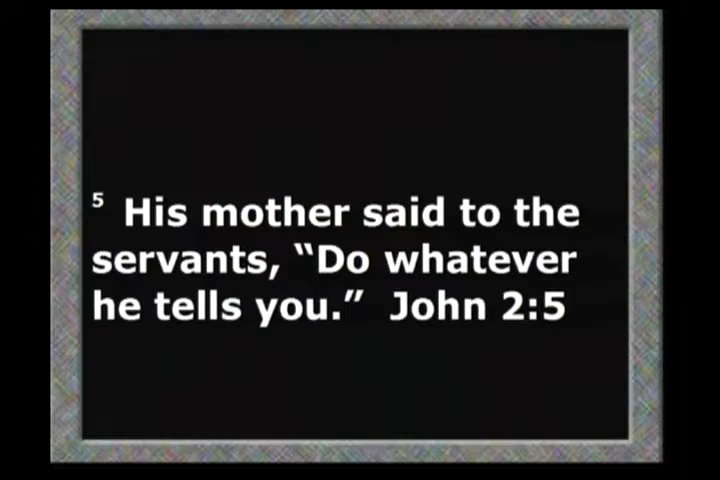 ⁵ His mother said to the
servants, “Do whatever
he tells you.” John 2:5